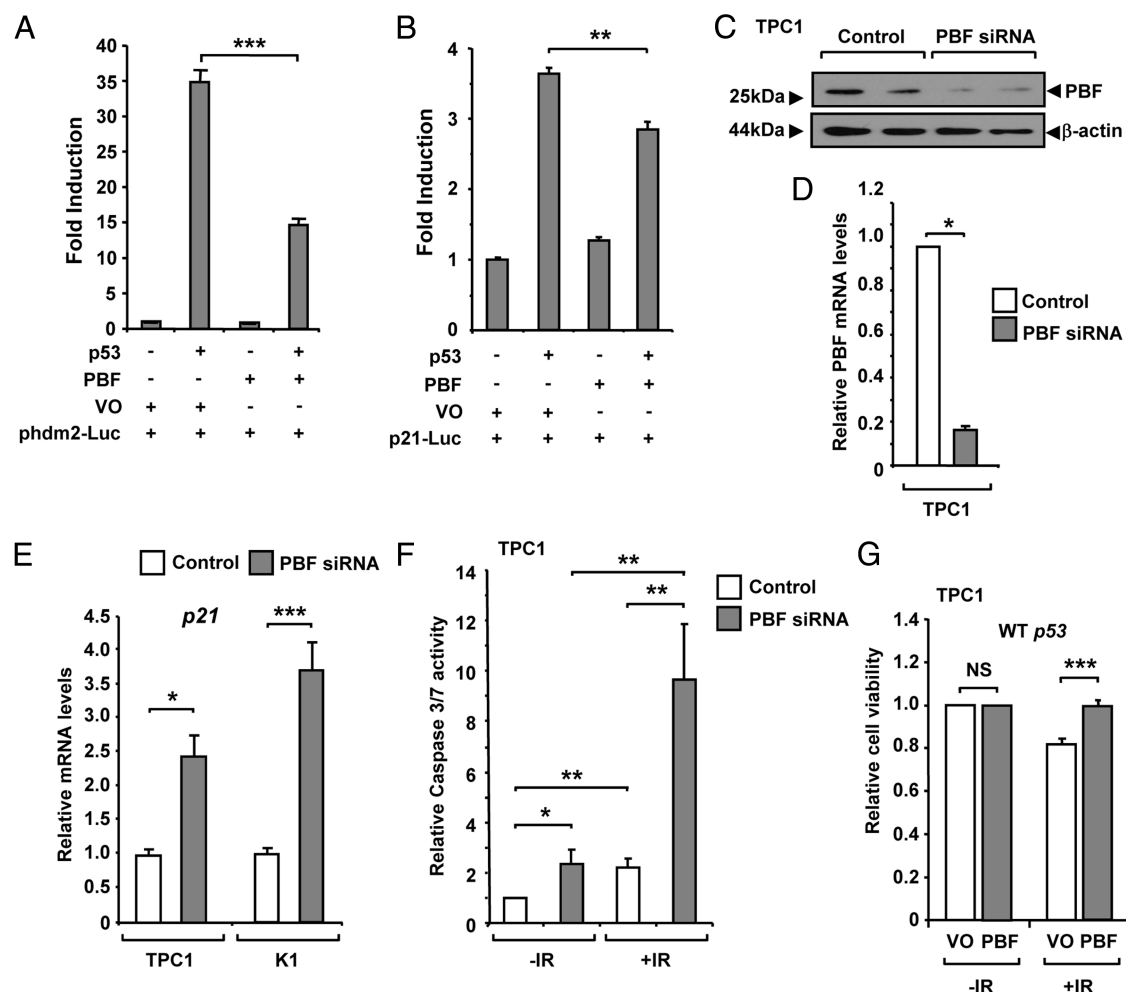 A
40
35
30
25
20
15
10
5
0
Fold Induction
***
p53 - + - +
PBF - - + +
VO + + - -
phdm2-Luc + + + +
B
4
3
2
1
0
Fold Induction
**
p53 - + - +
PBF - - + +
VO + + - -
p21-Luc + + + +
C TPC1
Control PBF siRNA
25kDa ▶ ◀ PBF
44kDa ▶ ◀ β-actin
D
1.2
1.0
0.8
0.6
0.4
0.2
0
Relative PBF mRNA levels
*
Control
PBF siRNA
TPC1
E
Control PBF siRNA
p21
4.5
4.0
3.5
3.0
2.5
2.0
1.5
1.0
0.5
0
Relative mRNA levels
* ***
TPC1 K1
F TPC1
14
12
10
8
6
4
2
0
Relative Caspase 3/7 activity
**
**
**
*
Control
PBF siRNA
-IR +IR
G
TPC1
WT p53
1.4
1.2
1.0
0.8
0.6
0.4
0.2
0
Relative cell viability
NS ***
VO PBF VO PBF
-IR +IR